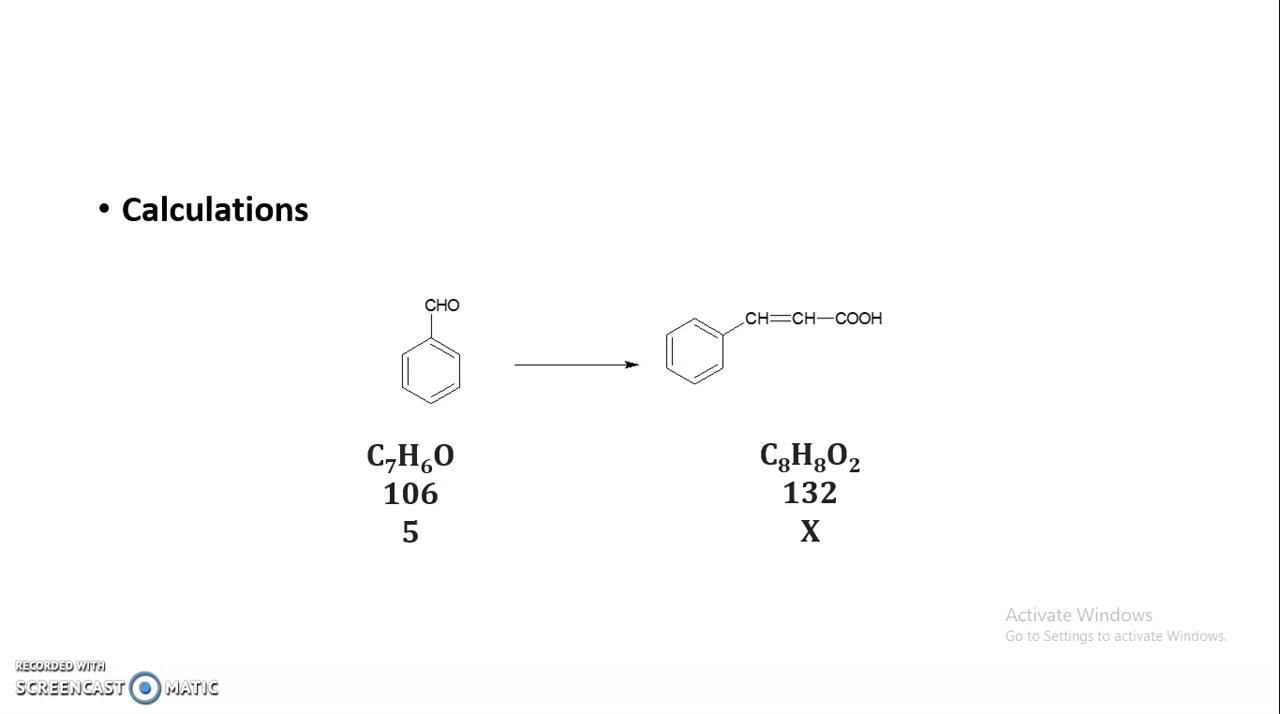 • Calculations
CHO
CH=CH—COOH
C₇H₆O
C₈H₈O₂
106
132
5
X
Activate Windows
Go to Settings to activate Windows.
RECORDED WITH
SCREENCAST MATIC